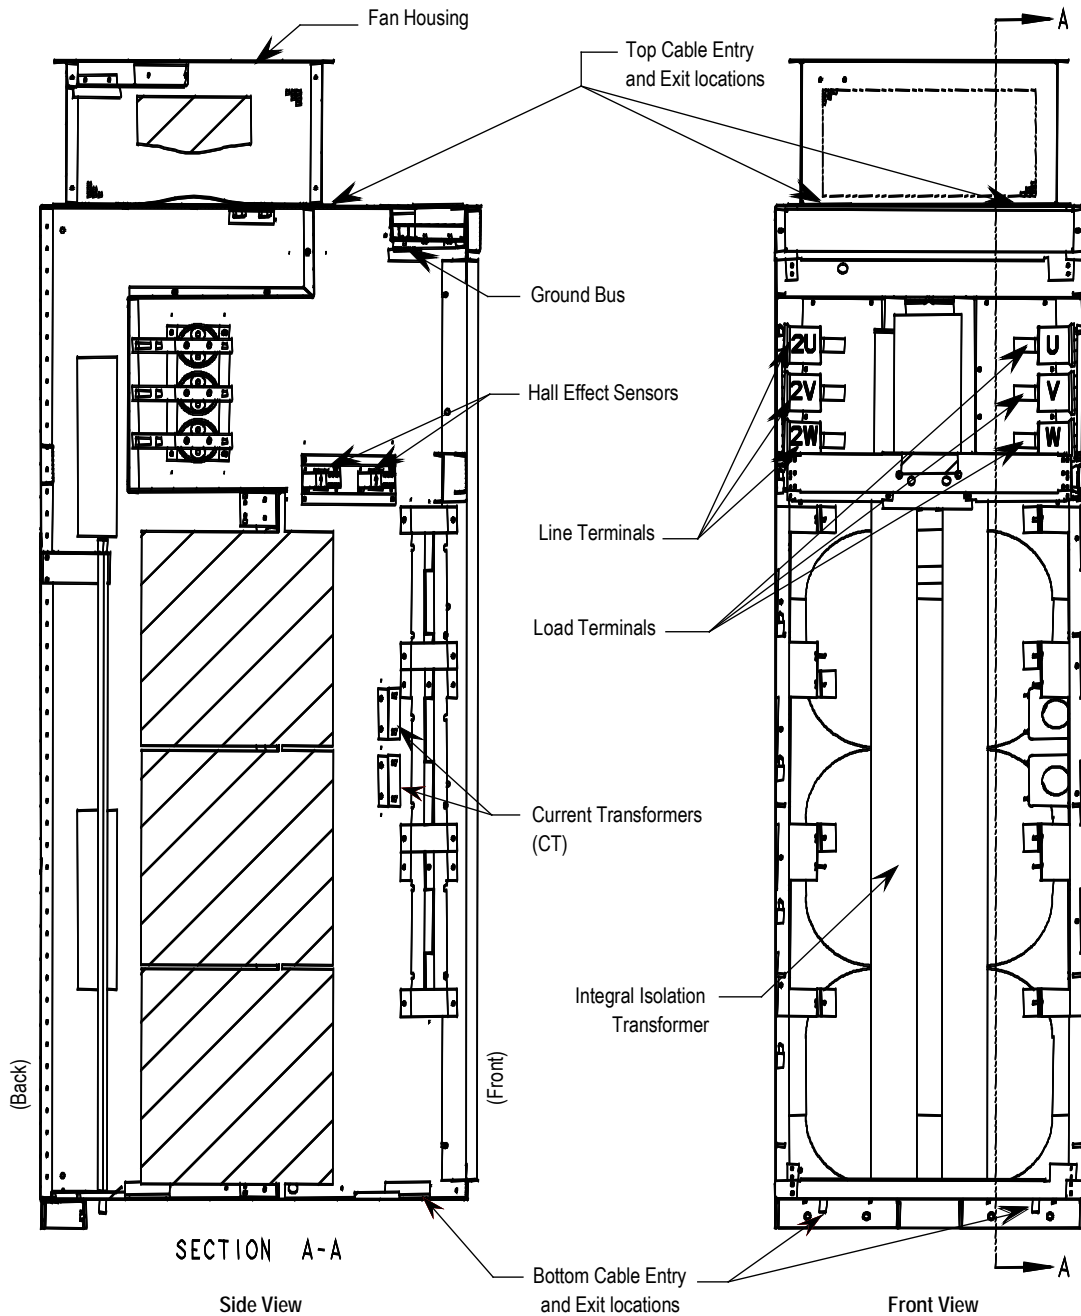 Fan Housing
Top Cable Entry
and Exit locations
A
Ground Bus
Hall Effect Sensors
2U
2V
2W
U
V
W
Line Terminals
Load Terminals
Current Transformers
(CT)
Integral Isolation
Transformer
(Back)
(Front)
SECTION A-A
A
Bottom Cable Entry
and Exit locations
Side View
Front View